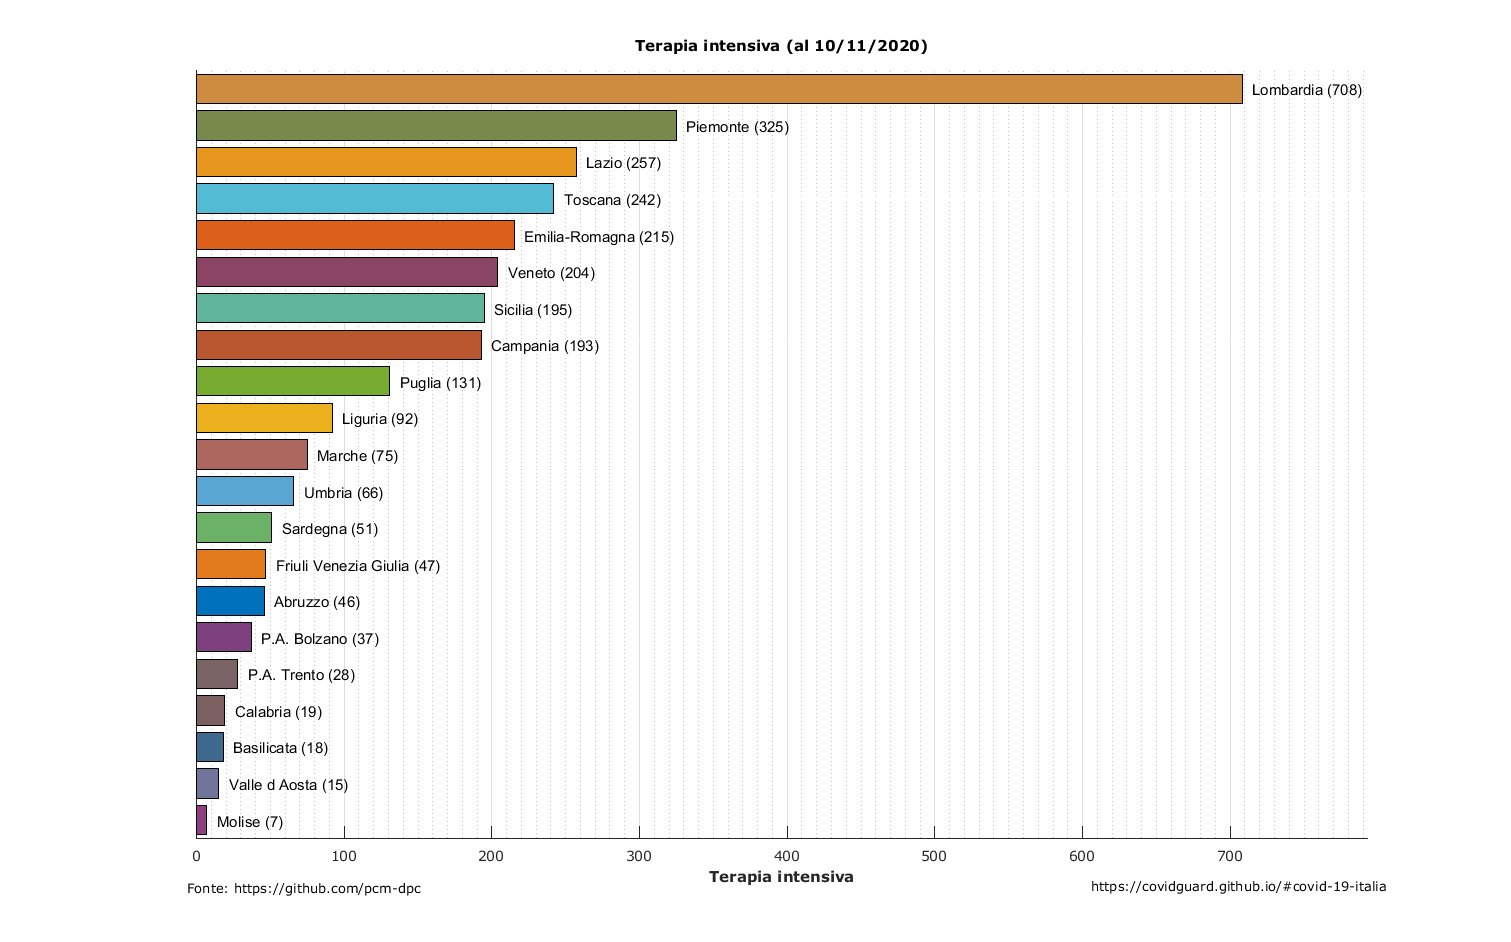 Terapia intensiva (al 10/11/2020)
Lombardia (708)
Piemonte (325)
Lazio (257)
Toscana (242)
Emilia-Romagna (215)
Veneto (204)
Sicilia (195)
Campania (193)
Puglia (131)
Liguria (92)
Marche (75)
Umbria (66)
Sardegna (51)
Friuli Venezia Giulia (47)
Abruzzo (46)
P.A. Bolzano (37)
P.A. Trento (28)
Calabria (19)
Basilicata (18)
Valle d Aosta (15)
Molise (7)
0 100 200 300 400 500 600 700
Terapia intensiva
Fonte: https://github.com/pcm-dpc
https://covidguard.github.io/#covid-19-italia